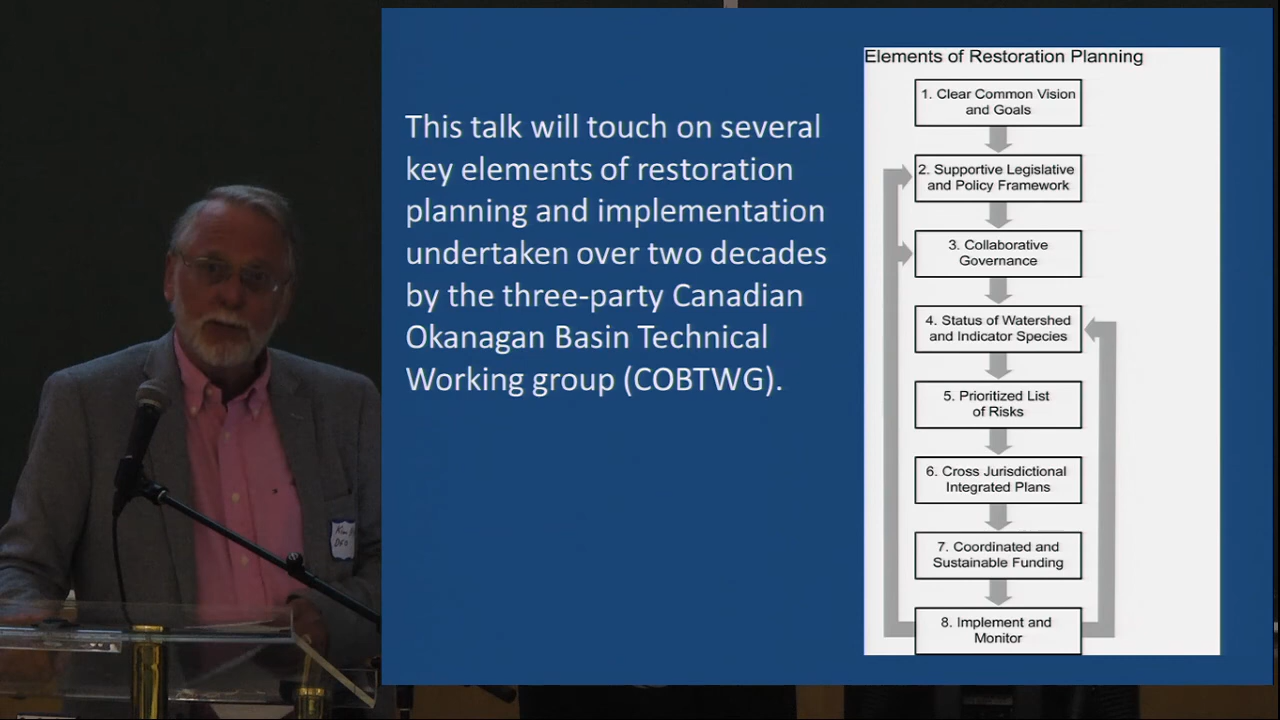 This talk will touch on several
key elements of restoration
planning and implementation
undertaken over two decades
by the three-party Canadian
Okanagan Basin Technical
Working group (COBTWG).
Elements of Restoration Planning
1. Clear Common Vision
and Goals
2. Supportive Legislative
and Policy Framework
3. Collaborative
Governance
4. Status of Watershed
and Indicator Species
5. Prioritized List
of Risks
6. Cross Jurisdictional
Integrated Plans
7. Coordinated and
Sustainable Funding
8. Implement and
Monitor
DFO